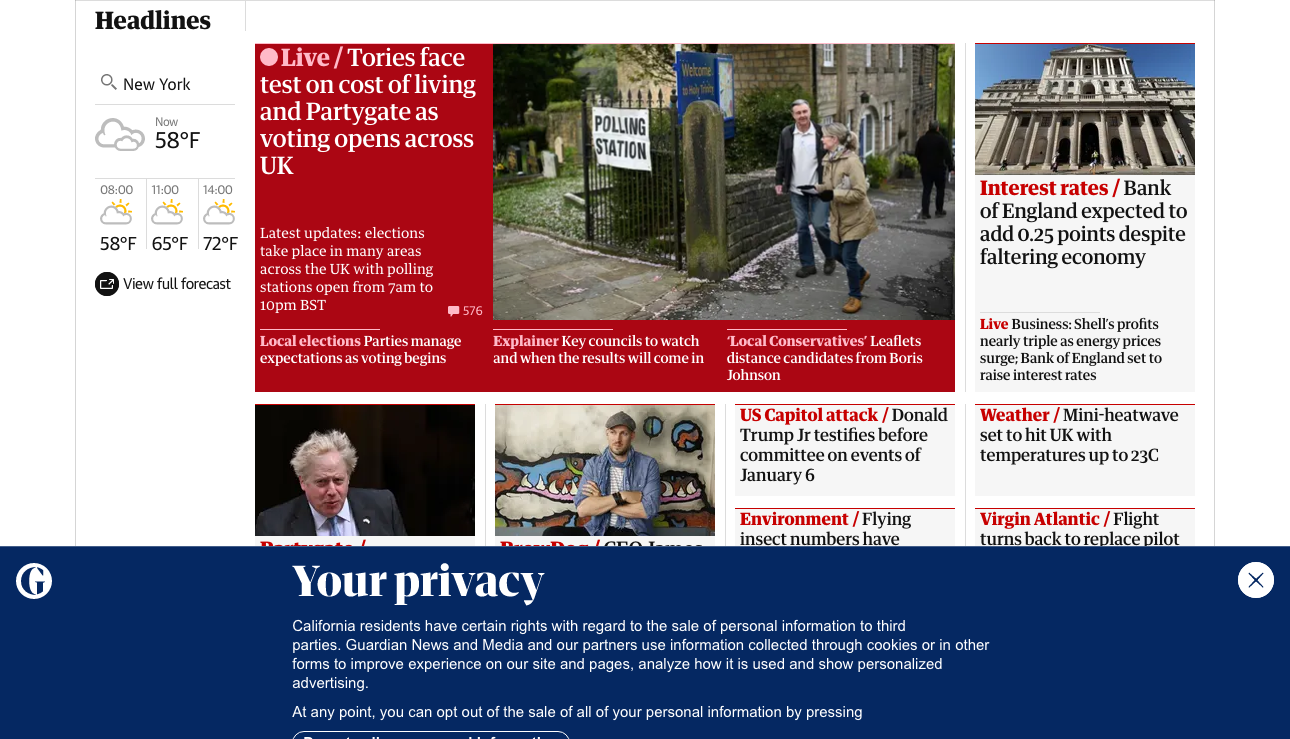 Headlines
New York
Now
58°F
08:00
11:00
14:00
58°F
65°F
72°F
View full forecast
Live / Tories face
test on cost of living
and Partygate as
voting opens across
UK
Latest updates: elections
take place in many areas
across the UK with polling
stations open from 7am to
10pm BST
576
Welcome
to Holy Trinity
POLLING
STATION
Local elections Parties manage
expectations as voting begins
Explainer Key councils to watch
and when the results will come in
‘Local Conservatives’ Leaflets
distance candidates from Boris
Johnson
Interest rates / Bank
of England expected to
add 0.25 points despite
faltering economy
Live Business: Shell's profits
nearly triple as energy prices
surge; Bank of England set to
raise interest rates
Partygate /
BrewDog / CEO James
US Capitol attack / Donald
Trump Jr testifies before
committee on events of
January 6
Environment / Flying
insect numbers have
Weather / Mini-heatwave
set to hit UK with
temperatures up to 23C
Virgin Atlantic / Flight
turns back to replace pilot
Your privacy
California residents have certain rights with regard to the sale of personal information to third
parties. Guardian News and Media and our partners use information collected through cookies or in other
forms to improve experience on our site and pages, analyze how it is used and show personalized
advertising.
At any point, you can opt out of the sale of all of your personal information by pressing